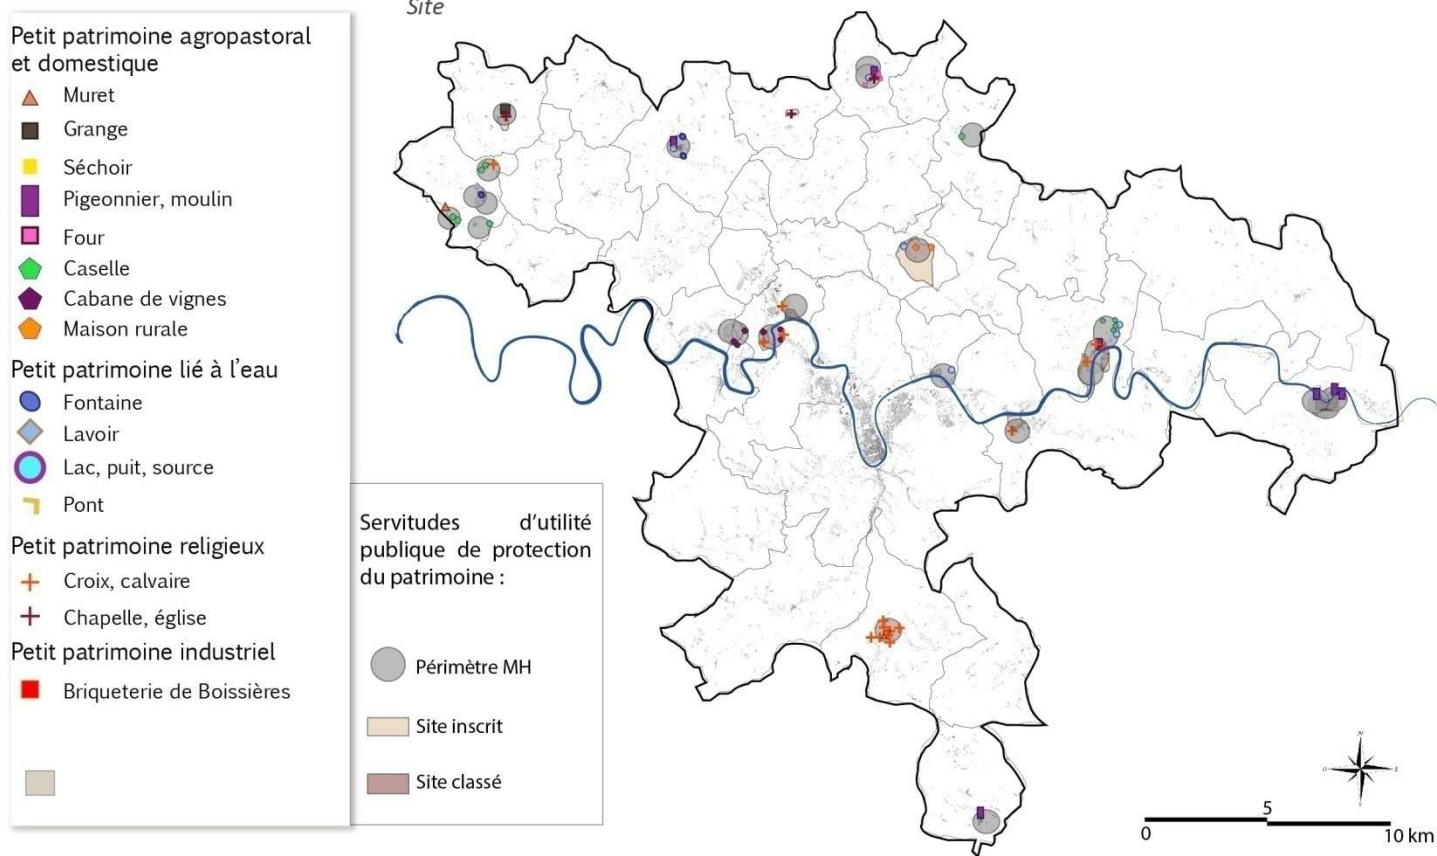 Site
Petit patrimoine agropastoral
et domestique
Muret
Grange
Séchoir
Pigeonnier, moulin
Four
Caselle
Cabane de vignes
Maison rurale
Petit patrimoine lié à l'eau
Fontaine
Lavoir
Lac, puit, source
Pont
Petit patrimoine religieux
Croix, calvaire
Chapelle, église
Petit patrimoine industriel
Briqueterie de Boissières
Servitudes d'utilité
publique de protection
du patrimoine :
Périmètre MH
Site inscrit
Site classé
N
O E
S
5
0 10 km